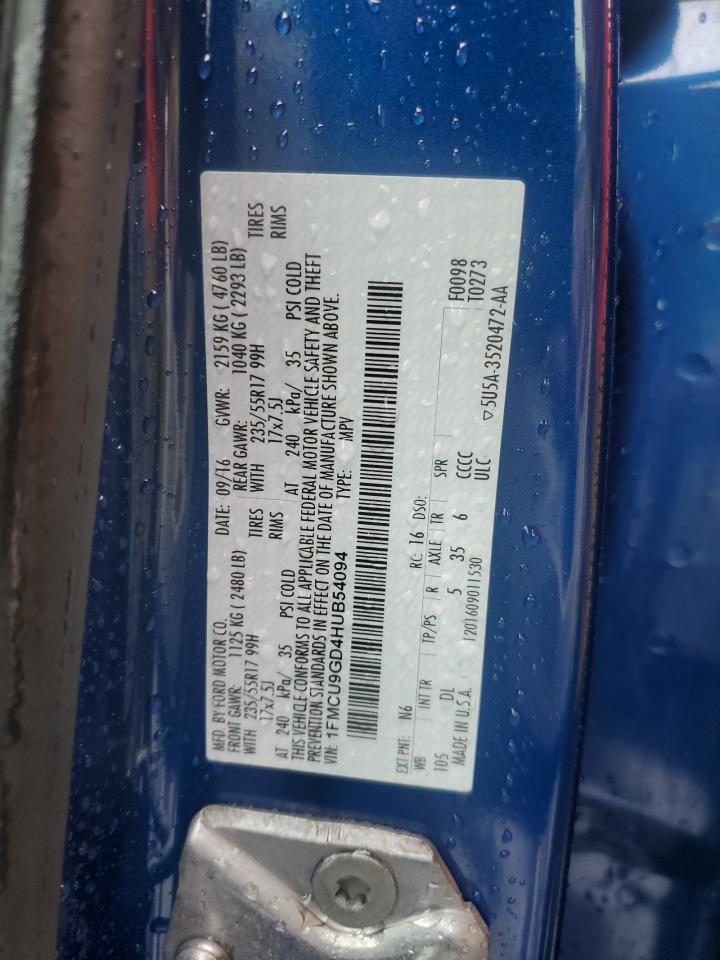 MFD. BY FORD MOTOR CO. DATE: 09/16 GVWR: 2159 KG ( 4760 LB)
FRONT GAWR: 1125 KG ( 2480 LB) REAR GAWR: 1040 KG ( 2293 LB)
WITH 235/55R17 99H TIRES WITH 235/55R17 99H TIRES
17x7.5J RIMS 17x7.5J RIMS
AT 240 kPa/ 35 PSI COLD AT 240 kPa/ 35 PSI COLD
THIS VEHICLE CONFORMS TO ALL APPLICABLE FEDERAL MOTOR VEHICLE SAFETY AND THEFT
PREVENTION STANDARDS IN EFFECT ON THE DATE OF MANUFACTURE SHOWN ABOVE.
VIN: 1FMCU9GD4HUB54094 TYPE: MPV
EXT PNT: N6 RC: 16 DSO: F0098
T0273
WB INT TR TP/PS R AXLE TR SPR
105 DL 5 35 6 CCCC
MADE IN U.S.A. 1201609011530 ULC
▽5U5A-3520472-AA